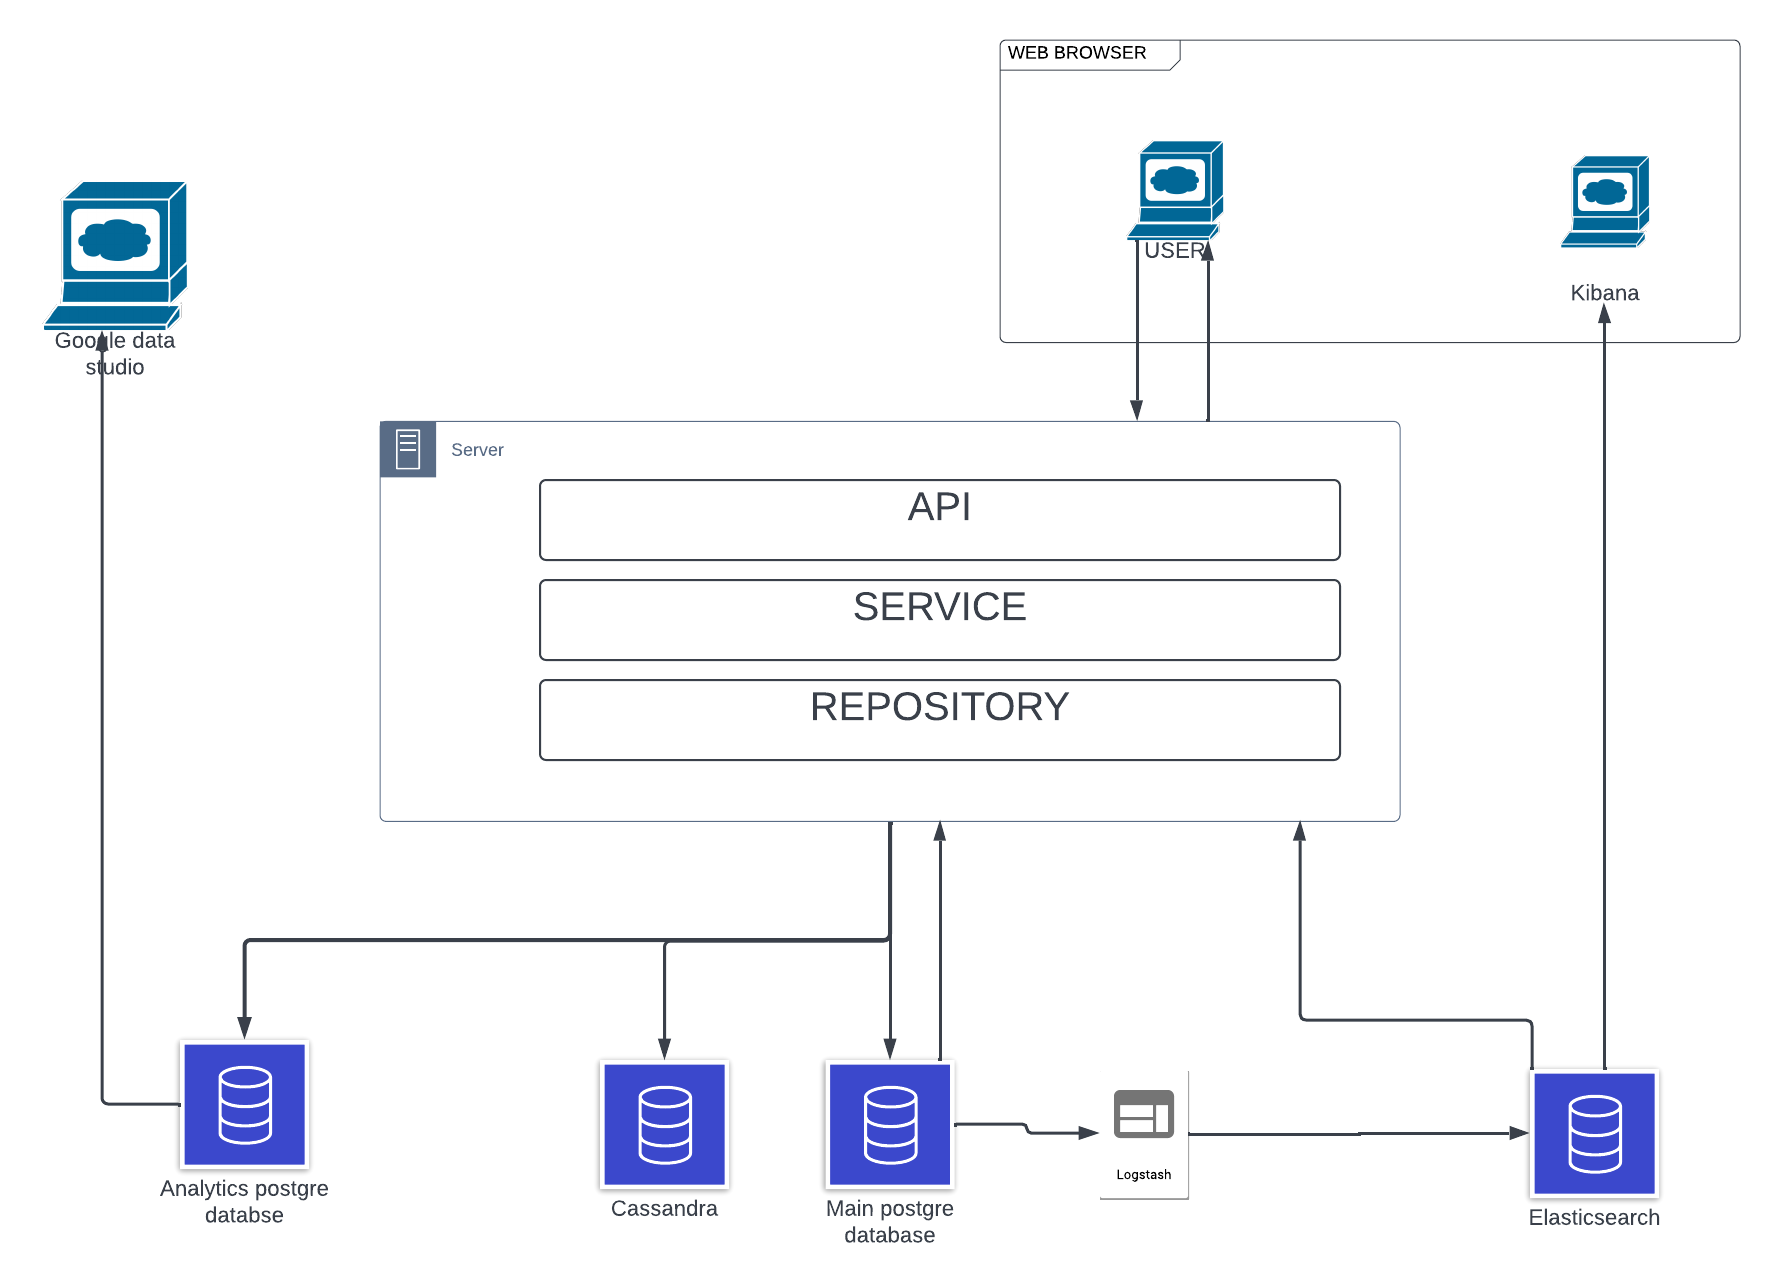 WEB BROWSER
USER
Kibana
Google data
studio
Server
API
SERVICE
REPOSITORY
Analytics postgre
databse
Cassandra
Main postgre
database
Logstash
Elasticsearch